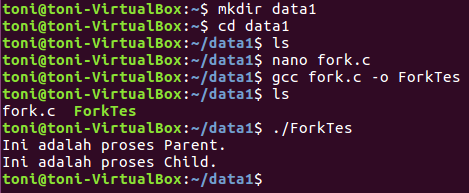 toni@toni-VirtualBox:~$ mkdir data1
toni@toni-VirtualBox:~$ cd data1
toni@toni-VirtualBox:~/data1$ ls
toni@toni-VirtualBox:~/data1$ nano fork.c
toni@toni-VirtualBox:~/data1$ gcc fork.c -o ForkTes
toni@toni-VirtualBox:~/data1$ ls
fork.c  ForkTes
toni@toni-VirtualBox:~/data1$ ./ForkTes
Ini adalah proses Parent.
Ini adalah proses Child.
toni@toni-VirtualBox:~/data1$